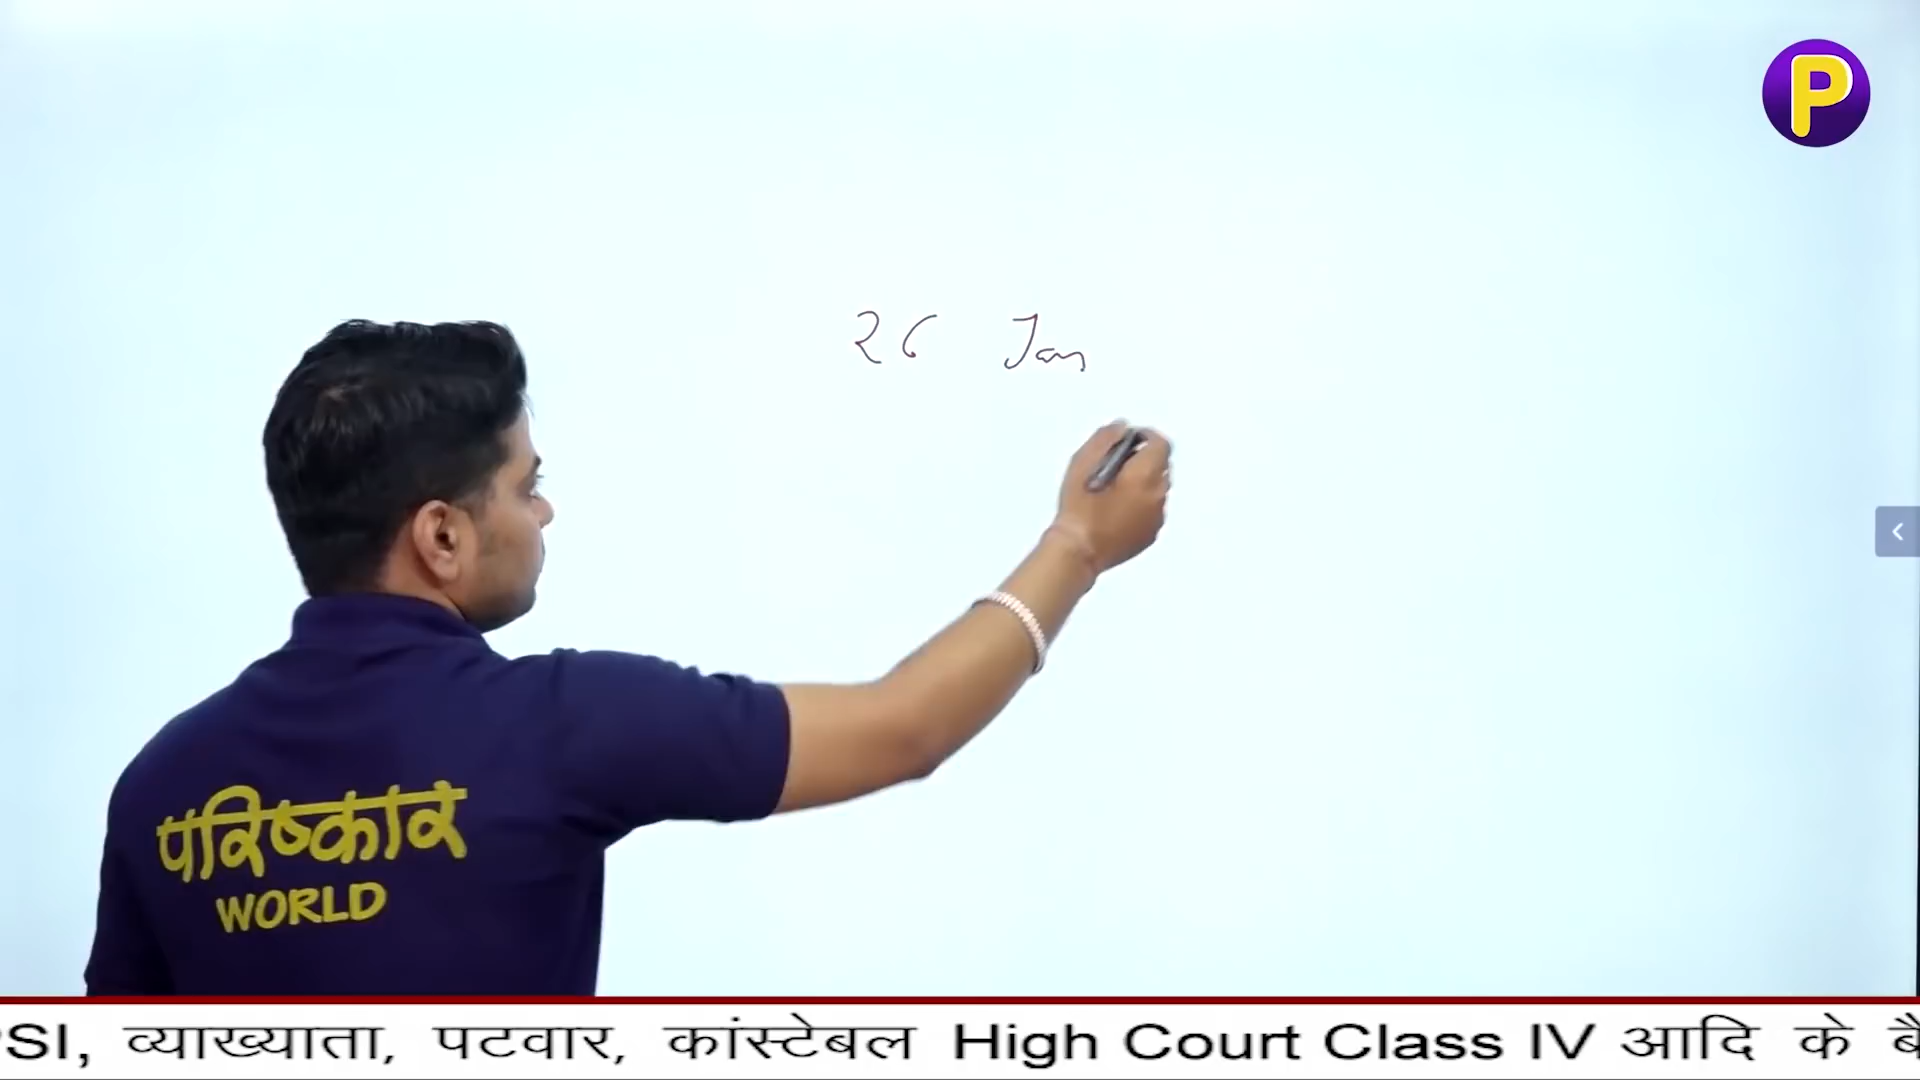 P
26 Jan
परिष्कार
WORLD
SI, व्याख्याता, पटवार, कांस्टेबल High Court Class IV आदि के